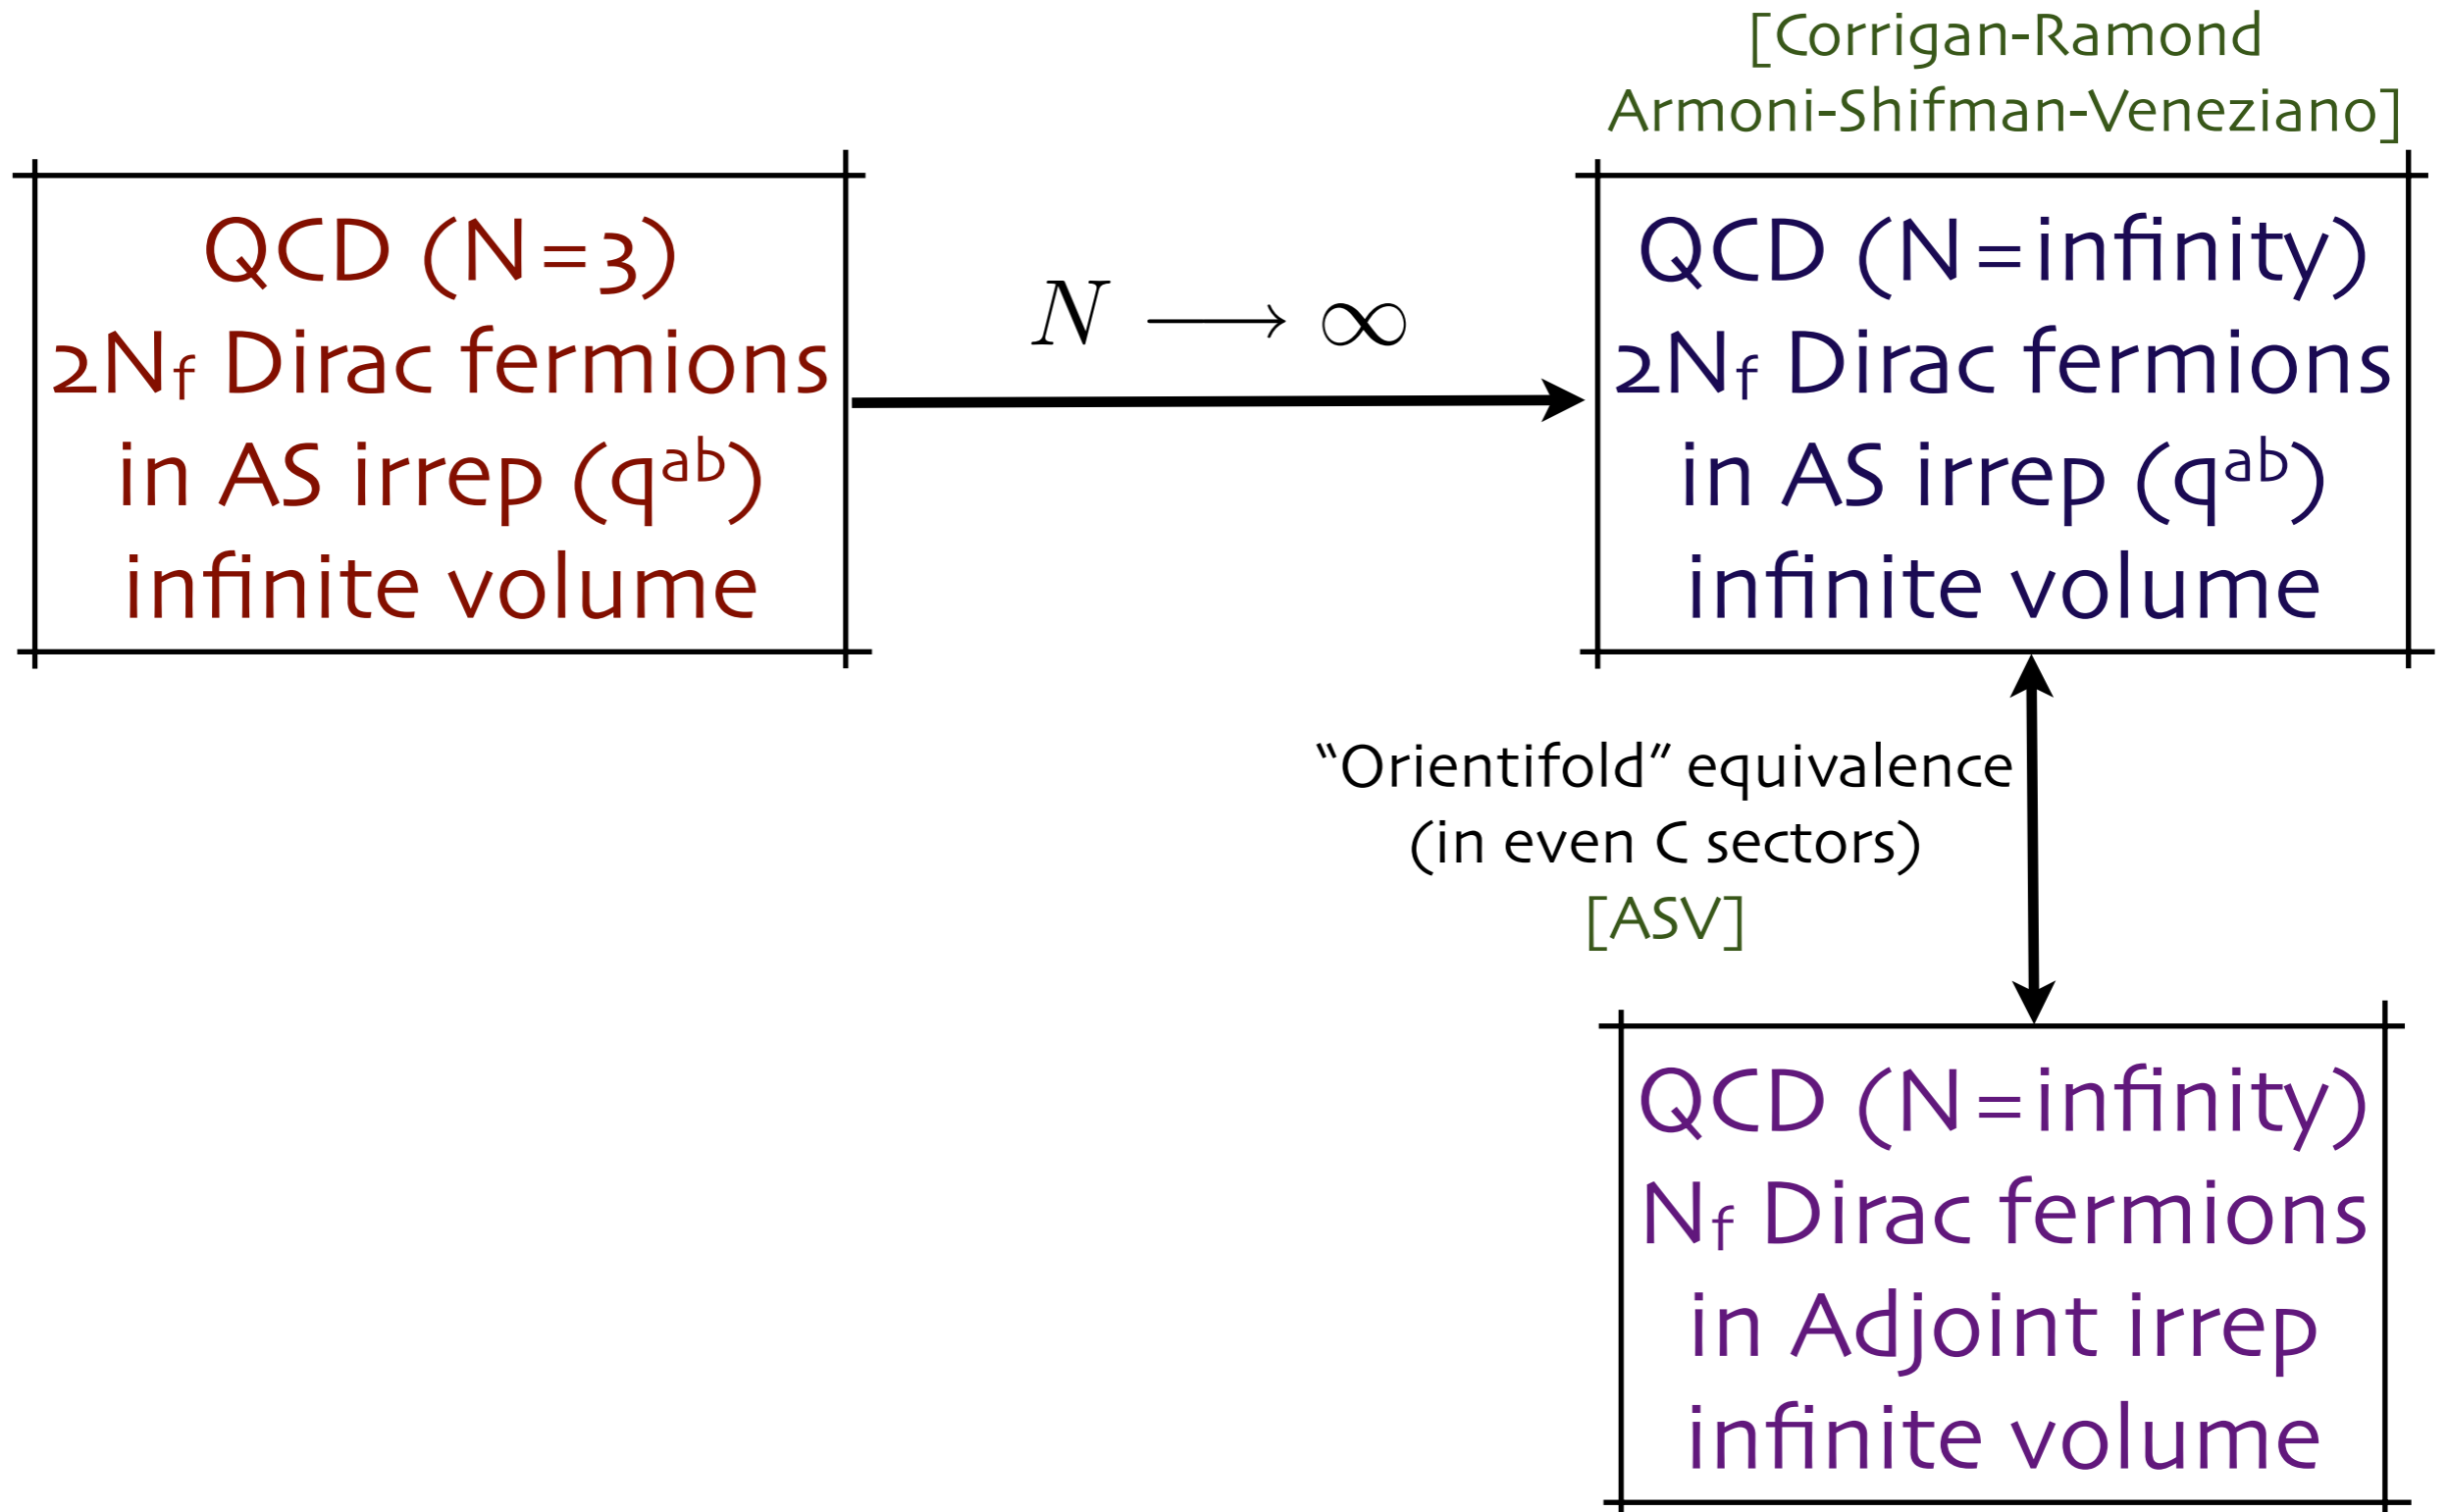 [Corrigan-Ramond
Armoni-Shifman-Veneziano]
QCD (N=3)
2Nf Dirac fermions
in AS irrep (q^ab)
infinite volume
N ⟶ ∞
QCD (N=infinity)
2Nf Dirac fermions
in AS irrep (q^ab)
infinite volume
“Orientifold” equivalence
(in even C sectors)
[ASV]
QCD (N=infinity)
Nf Dirac fermions
in Adjoint irrep
infinite volume